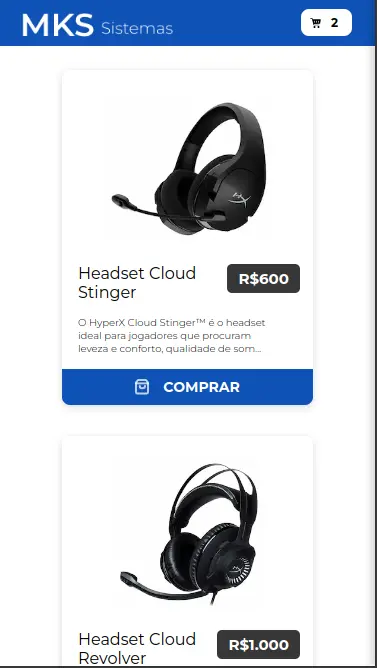 MKS Sistemas
2
Headset Cloud
Stinger
R$600
O HyperX Cloud Stinger™ é o headset
ideal para jogadores que procuram
leveza e conforto, qualidade de som...
COMPRAR
Headset Cloud
Revolver
R$1.000